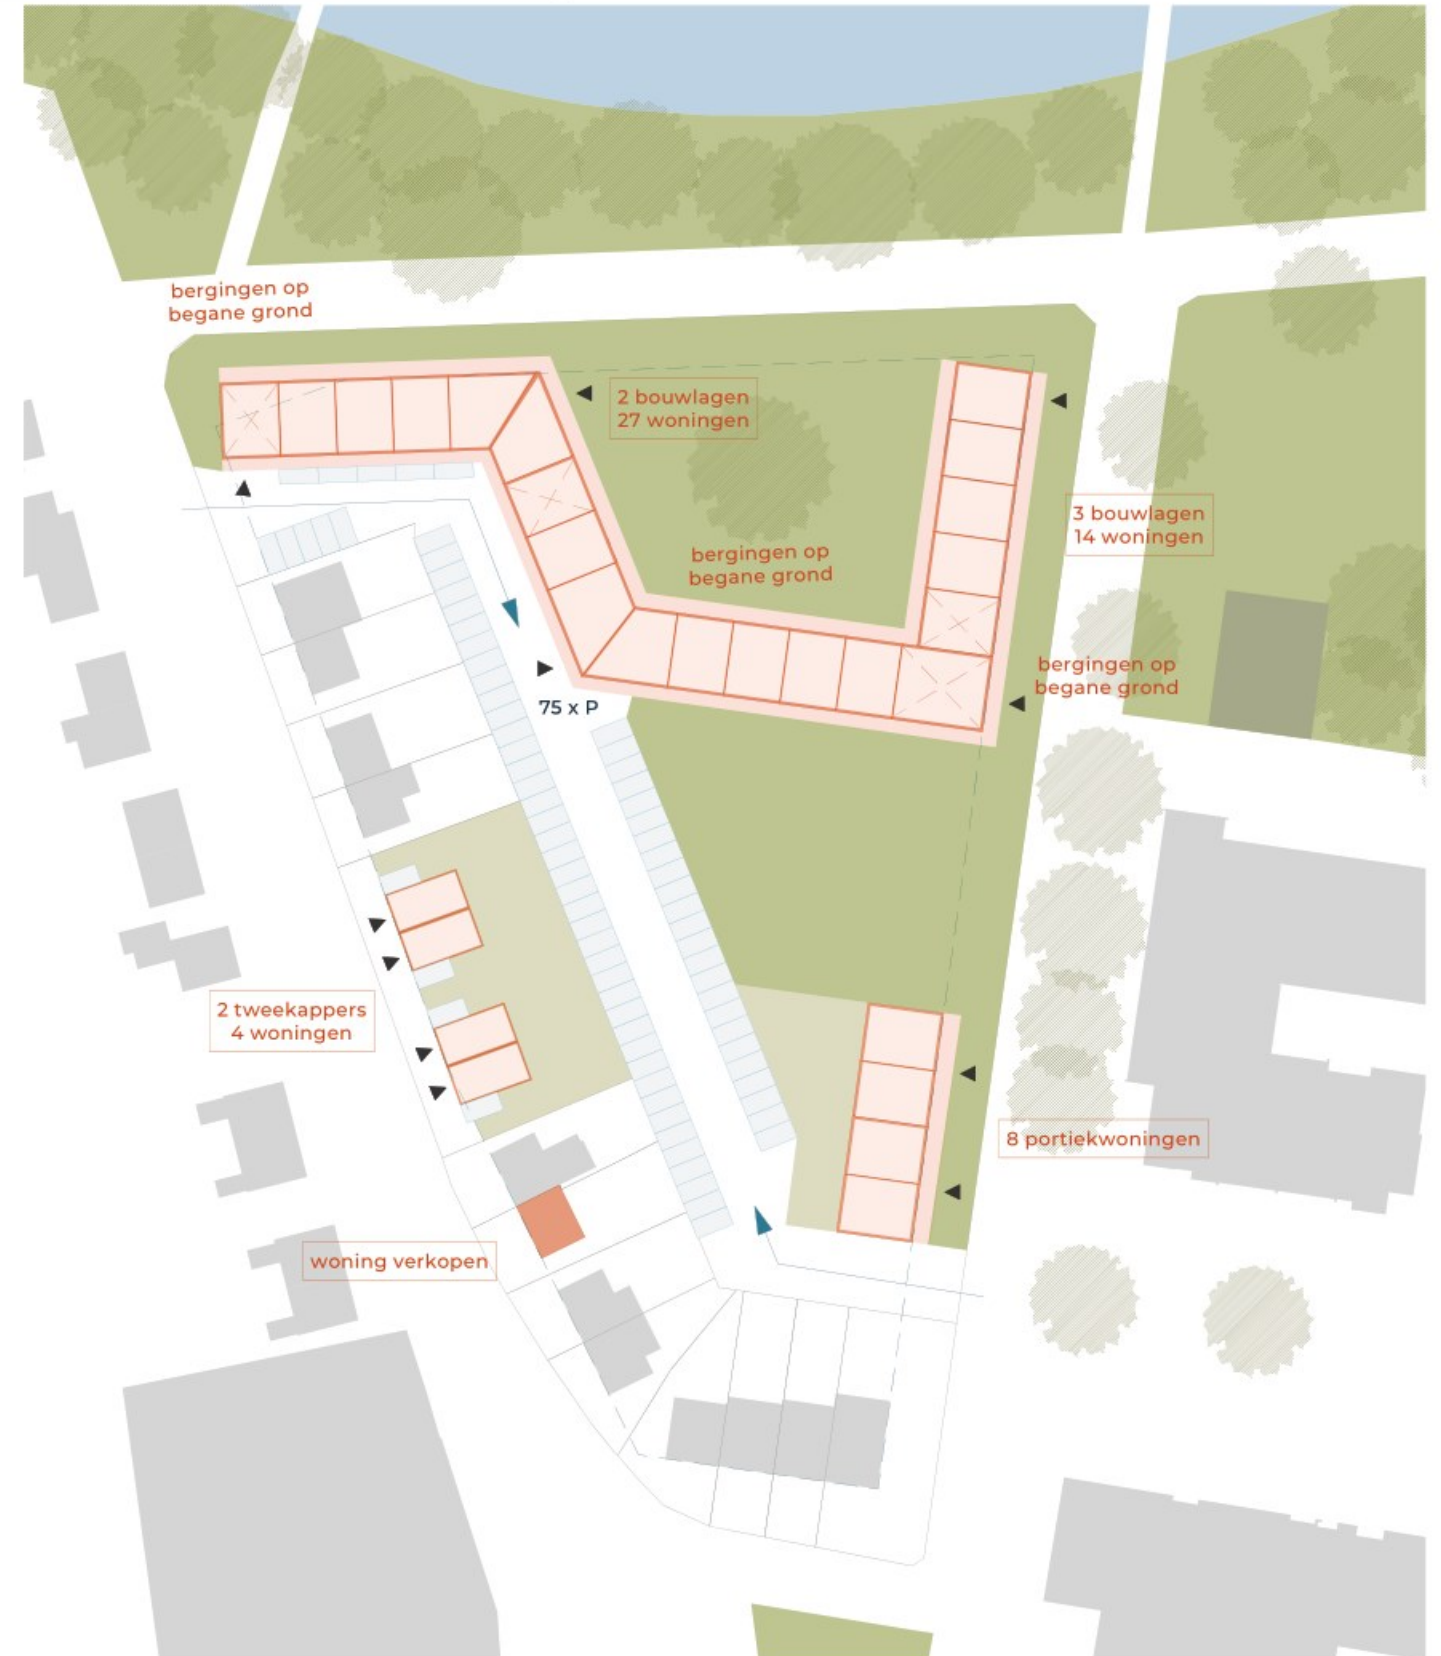 bergingen op
begane grond
2 bouwlagen
27 woningen
3 bouwlagen
14 woningen
bergingen op
begane grond
bergingen op
begane grond
75 x P
2 tweekappers
4 woningen
8 portiekwoningen
woning verkopen